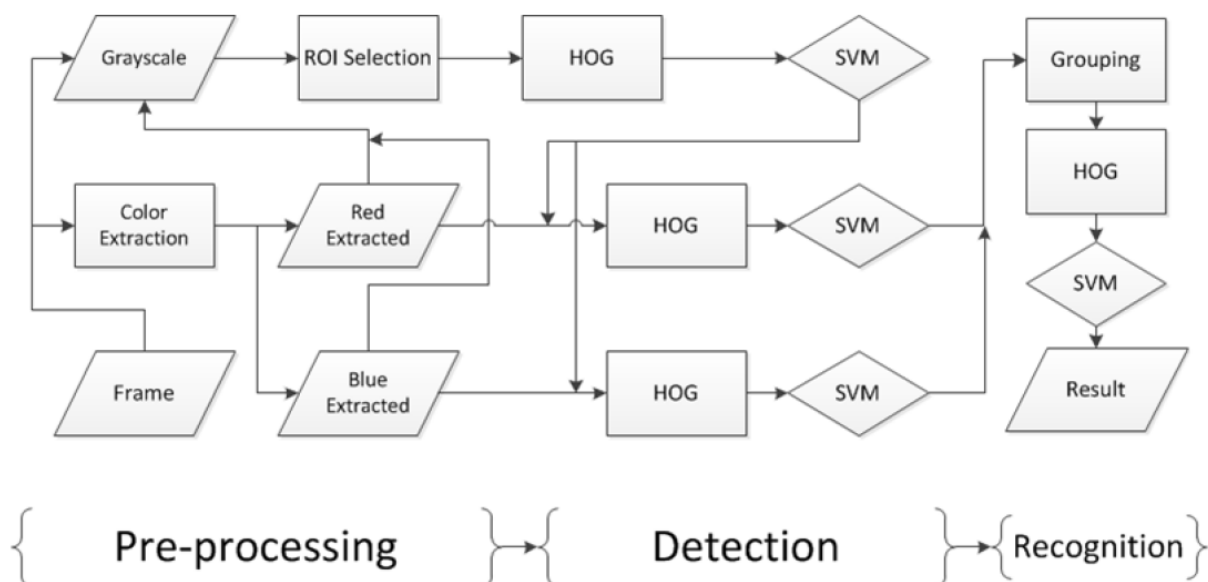 Grayscale
ROI Selection
HOG
SVM
Grouping
HOG
Color
Extraction
Red
Extracted
HOG
SVM
SVM
Frame
Blue
Extracted
HOG
SVM
Result
{ Pre-processing } { Detection } { Recognition }